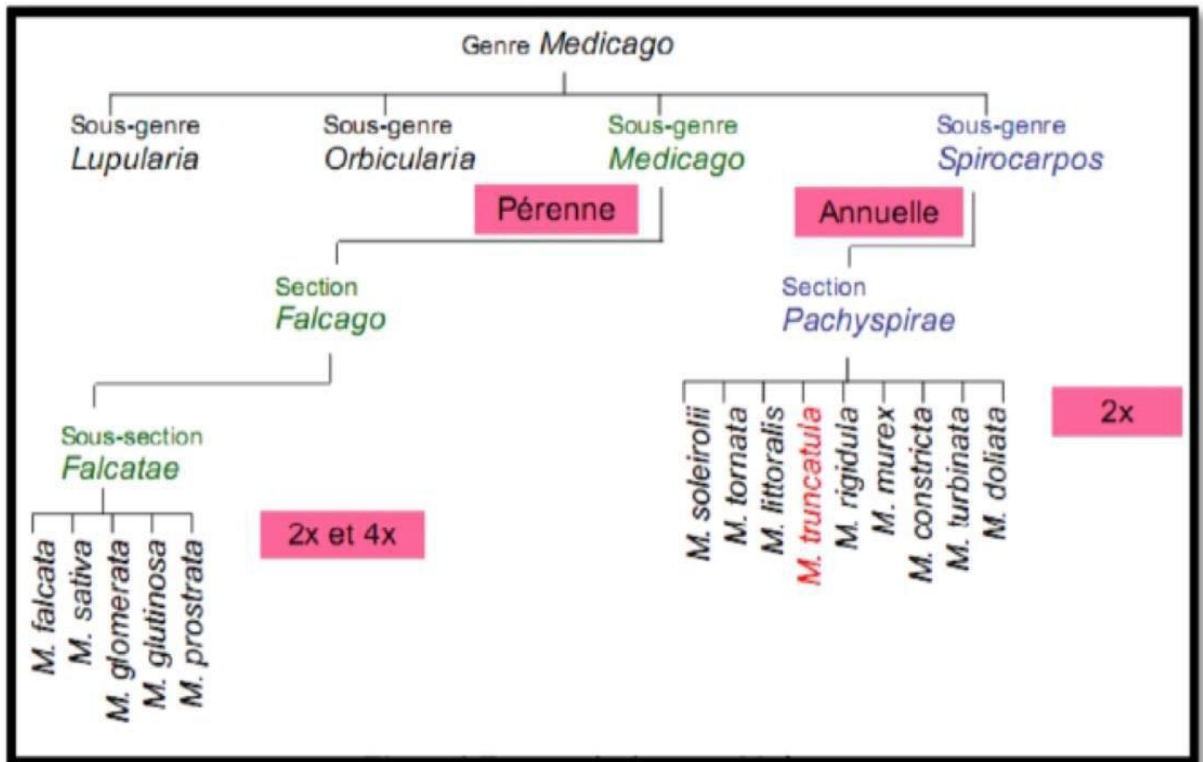 Genre Medicago
Sous-genre
Lupularia
Sous-genre
Orbicularia
Sous-genre
Medicago
Sous-genre
Spirocarpos
Pérenne
Annuelle
Section
Falcago
Section
Pachyspirae
Sous-section
Falcatae
M. falcata
M. sativa
M. glomerata
M. glutinosa
M. prostrata
2x et 4x
M. soleirolii
M. tornata
M. littoralis
M. truncatula
M. rigidula
M. murex
M. constricta
M. turbinata
M. doliata
2x